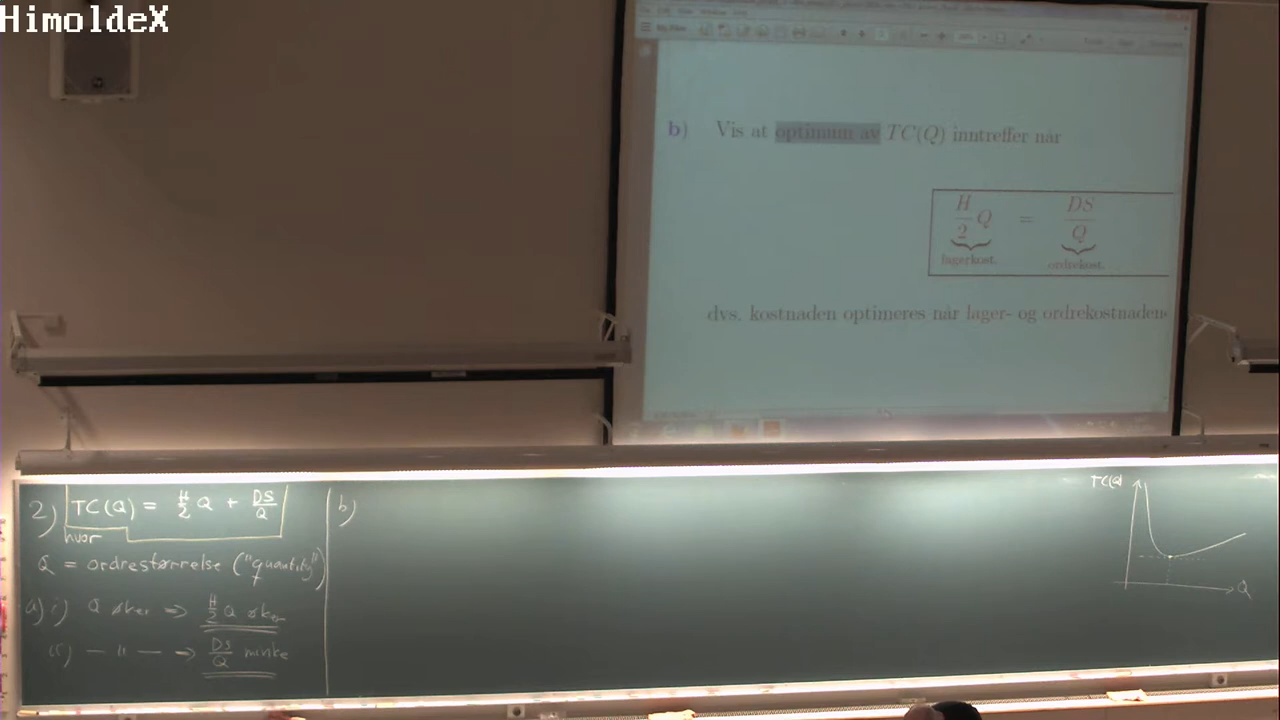 HimoldeX
b) Vis at optimum av TC(Q) inntreffer når
H/2 Q = DS/Q
lagerkost. ordrekost.
dvs. kostnaden optimeres når lager- og ordrekostnaden
2) TC(Q) = H/2 Q + DS/Q
hvor
Q = ordrestørrelse ("quantity")
a) i) Q øker => H/2 Q øker
ii) — " — => DS/Q minke
b)
TC(Q)
Q